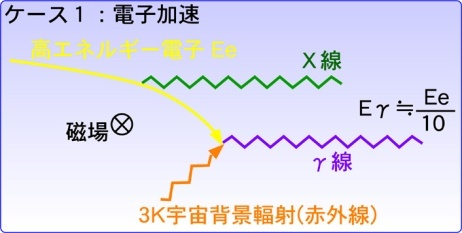 ケース1：電子加速
高エネルギー電子 Ee
X線
磁場
Eγ≒Ee/10
γ線
3K宇宙背景輻射(赤外線)